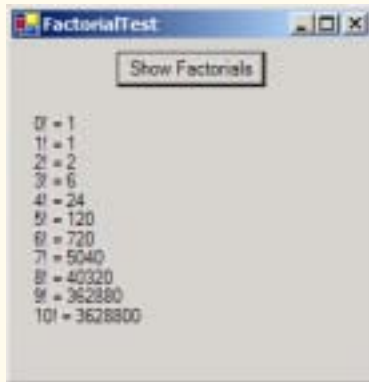 FactorialTest
Show Factorials
0! = 1
1! = 1
2! = 2
3! = 6
4! = 24
5! = 120
6! = 720
7! = 5040
8! = 40320
9! = 362880
10! = 3628800